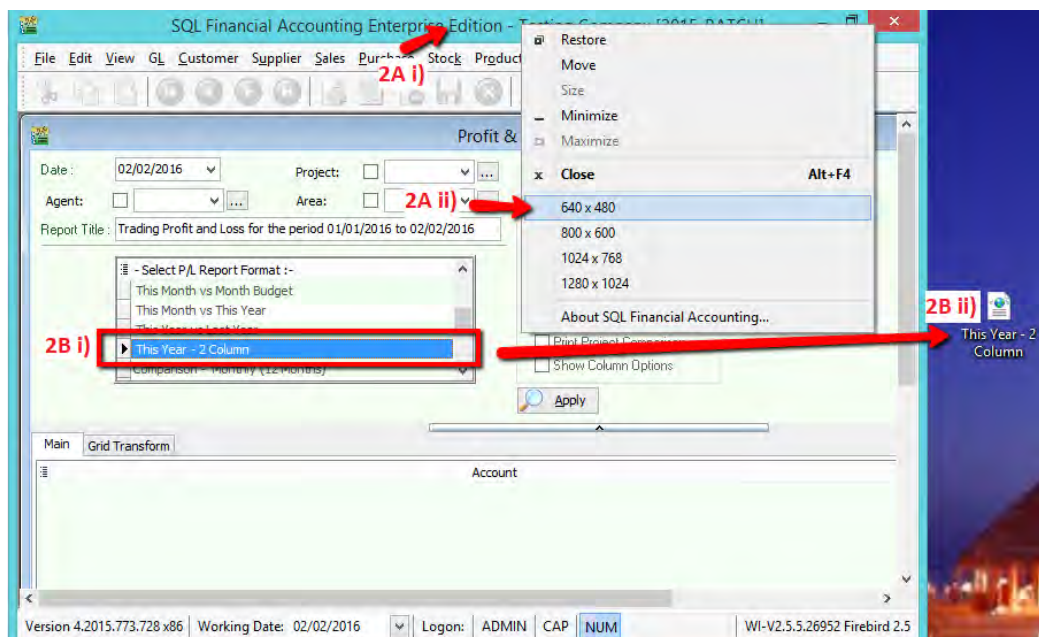 SQL Financial Accounting Enterprise Edition -
Restore
Move
Size
Minimize
Maximize
x Close Alt+F4
640 x 480
800 x 600
1024 x 768
1280 x 1024
About SQL Financial Accounting...
File Edit View GL Customer Supplier Sales Stock Product
2A i)
Profit &
Date : 02/02/2016 Project: ...
Agent: ... Area:
2A ii)
Report Title : Trading Profit and Loss for the period 01/01/2016 to 02/02/2016
- Select P/L Report Format :-
This Month vs Month Budget
This Month vs This Year
This Year vs Last Year
2B i) This Year - 2 Column
Comparison - Monthly (12 Months)
Print Project Comparison
Show Column Options
Apply
2B ii)
This Year - 2
Column
Main Grid Transform
Account
Version 4.2015.773.728 x86 Working Date: 02/02/2016 Logon: ADMIN CAP NUM WI-V2.5.5.26952 Firebird 2.5